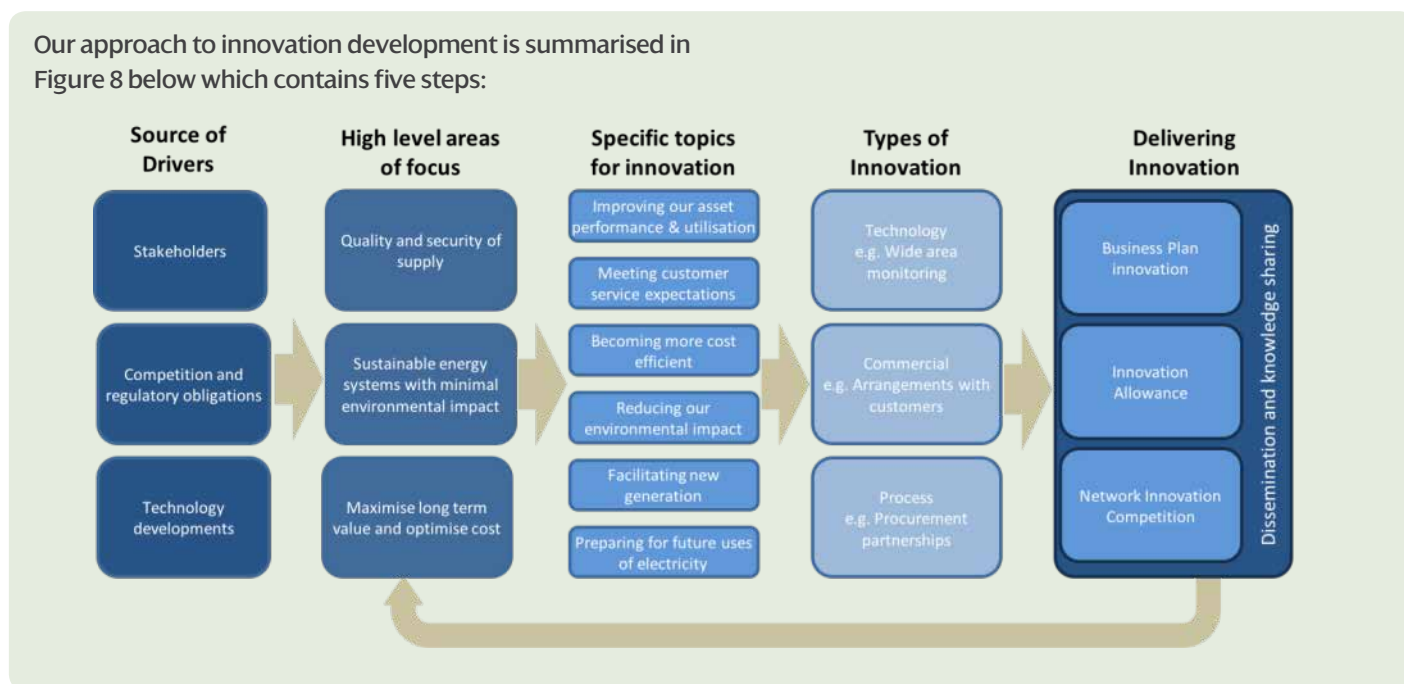 Our approach to innovation development is summarised in
Figure 8 below which contains five steps:
Source of
Drivers
Stakeholders
Competition and
regulatory obligations
Technology
developments
High level areas
of focus
Quality and security of
supply
Sustainable energy
systems with minimal
environmental impact
Maximise long term
value and optimise cost
Specific topics
for innovation
Improving our asset
performance & utilisation
Meeting customer
service expectations
Becoming more cost
efficient
Reducing our
environmental impact
Facilitating new
generation
Preparing for future uses
of electricity
Types of
Innovation
Technology
e.g. Wide area
monitoring
Commercial
e.g. Arrangements with
customers
Process
e.g. Procurement
partnerships
Delivering
Innovation
Business Plan
innovation
Innovation
Allowance
Network Innovation
Competition
Dissemination and knowledge sharing